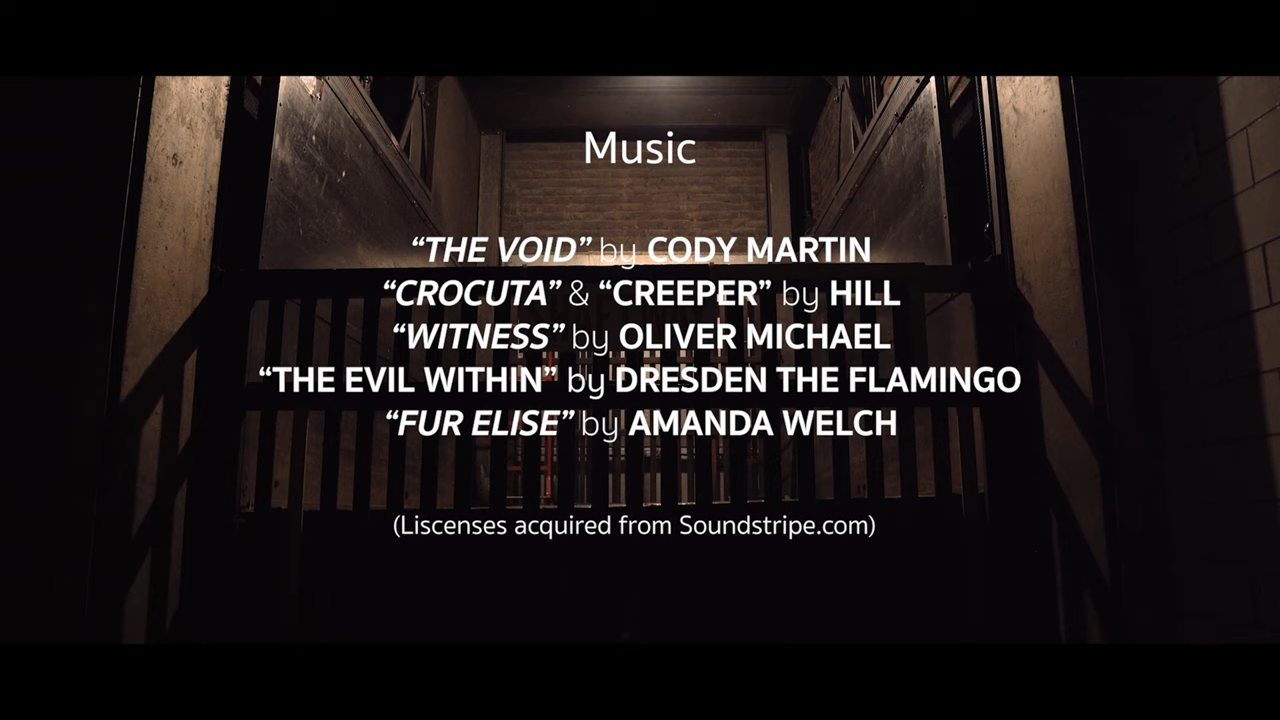 Music
“THE VOID” by CODY MARTIN
“CROCUTA” & “CREEPER” by HILL
“WITNESS” by OLIVER MICHAEL
“THE EVIL WITHIN” by DRESDEN THE FLAMINGO
“FUR ELISE” by AMANDA WELCH
(Liscenses acquired from Soundstripe.com)